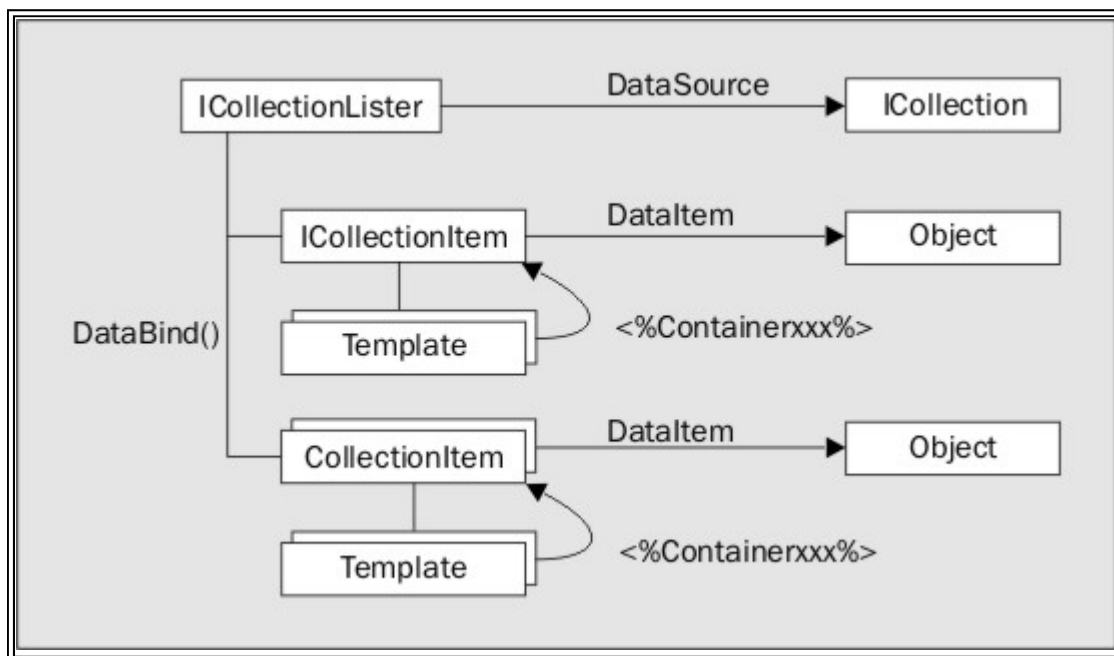 DataSource
ICollectionLister
ICollection
DataItem
ICollectionItem
Object
DataBind()
Template
<%Containerxxx%>
DataItem
CollectionItem
Object
<%Containerxxx%>
Template